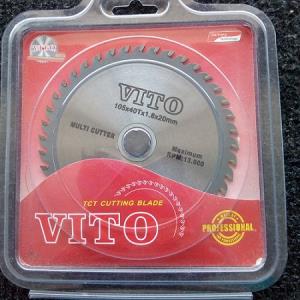 VITO
105x40Tx1.8x20mm
MULTI CUTTER
Maximum
RPM:13.000
TCT CUTTING BLADE
VITO
PROFESSIONAL